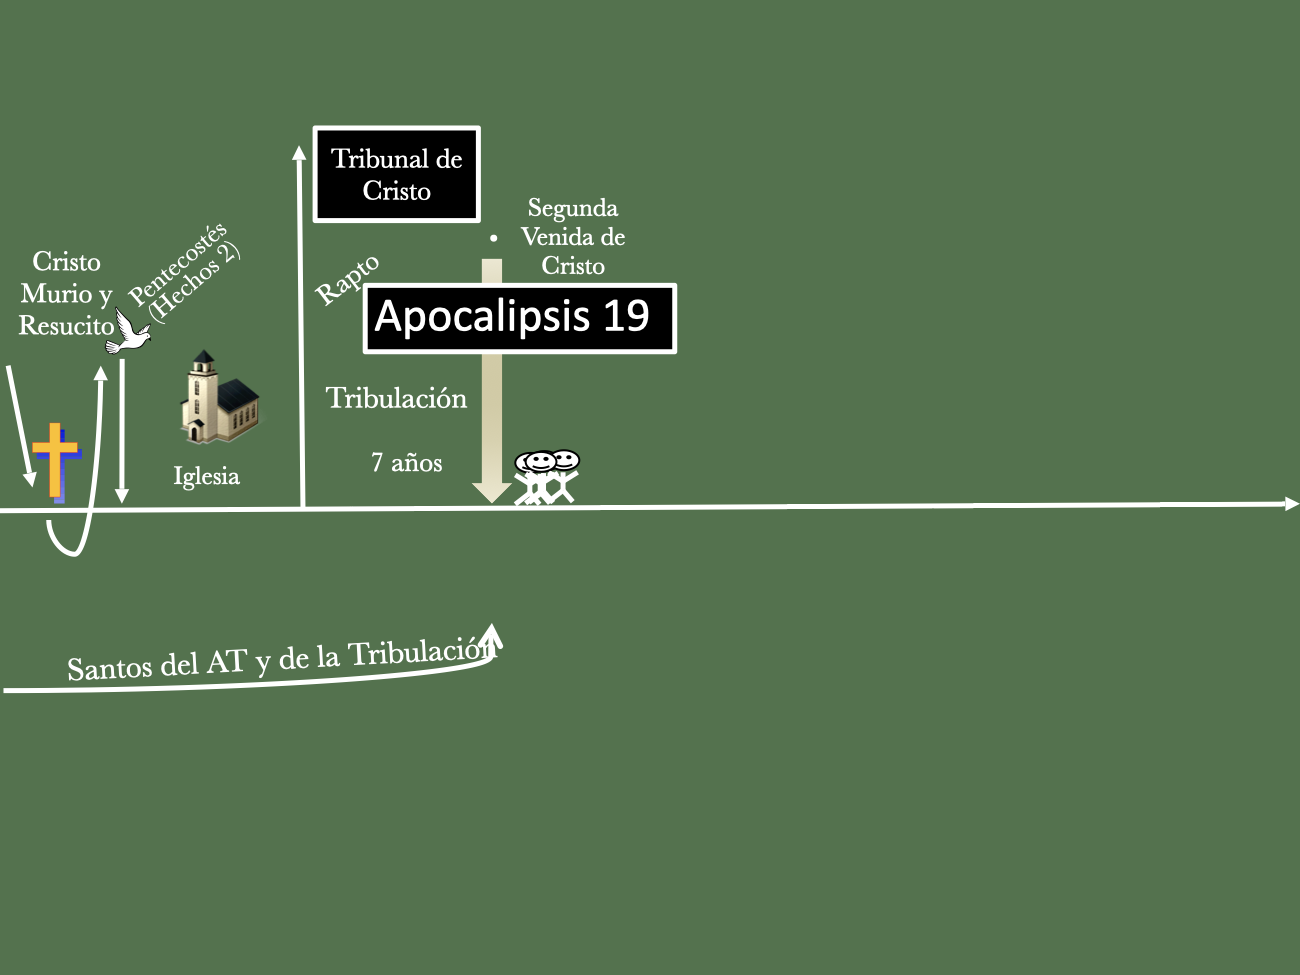 Tribunal de
Cristo
Segunda
Venida de
Cristo
Cristo
Murio y
Resucito
Pentecostés
(Hechos 2)
Rapto
Apocalipsis 19
Tribulación
7 años
Iglesia
Santos del AT y de la Tribulación